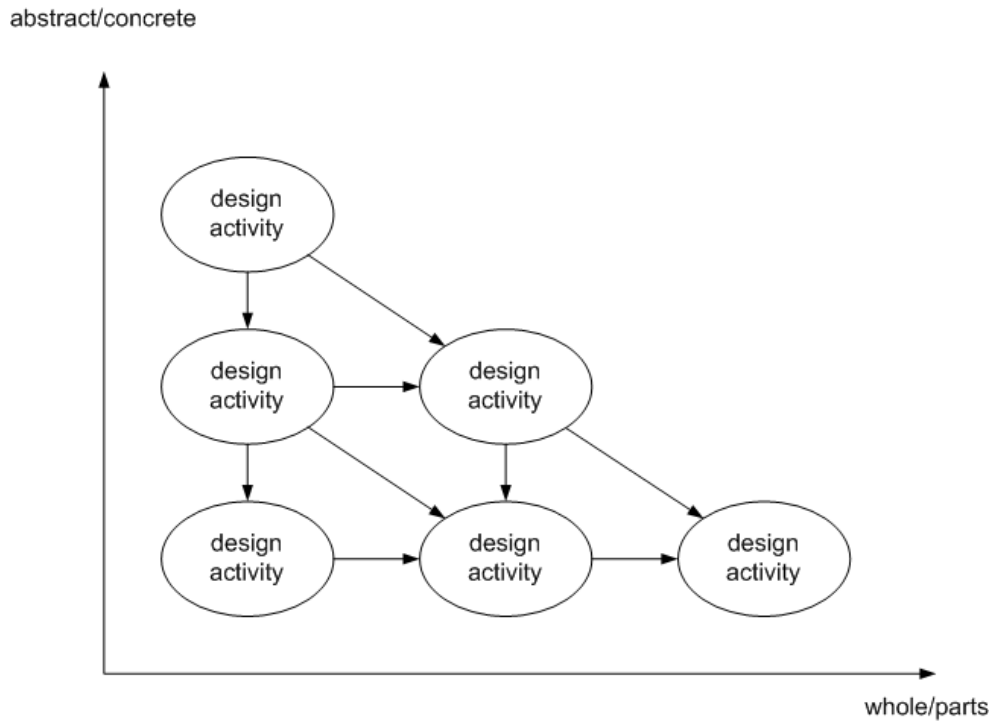 abstract/concrete
design
activity
design
activity
design
activity
design
activity
design
activity
design
activity
whole/parts